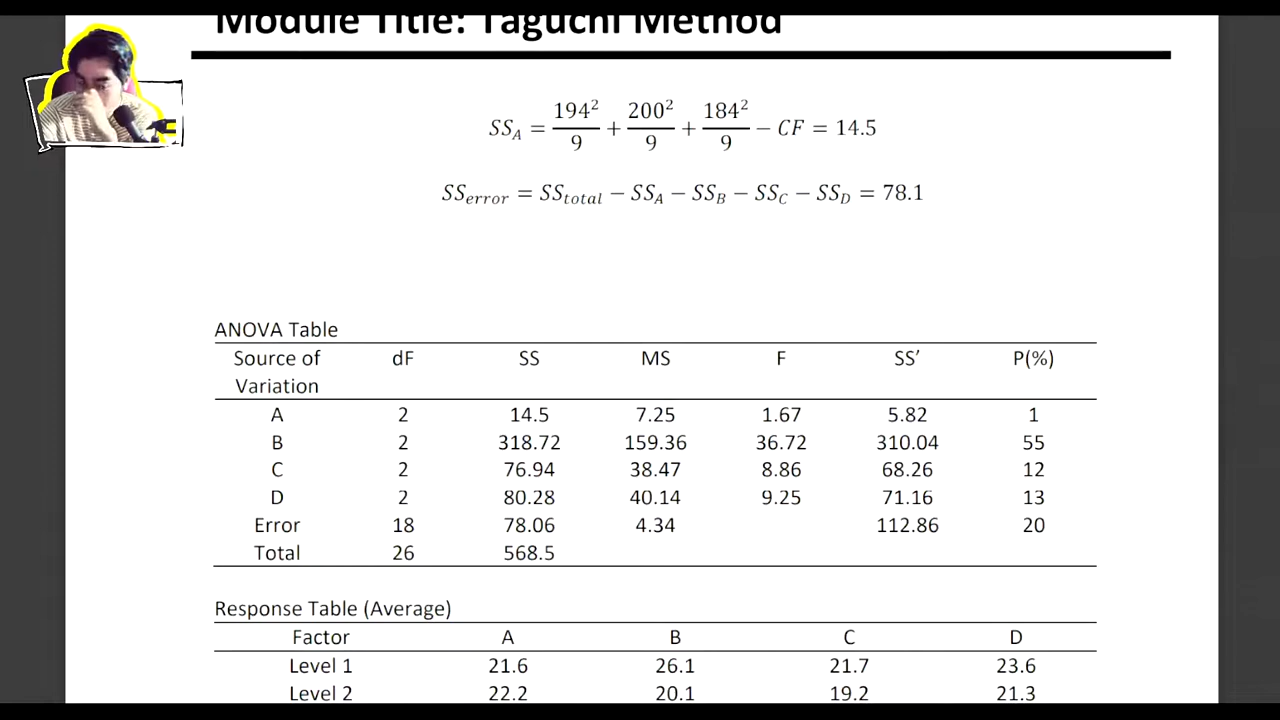 Module Title: Taguchi Method
SS_A = 194²/9 + 200²/9 + 184²/9 − CF = 14.5
SS_error = SS_total − SS_A − SS_B − SS_C − SS_D = 78.1
ANOVA Table
Source of Variation dF SS MS F SS′ P(%)
A 2 14.5 7.25 1.67 5.82 1
B 2 318.72 159.36 36.72 310.04 55
C 2 76.94 38.47 8.86 68.26 12
D 2 80.28 40.14 9.25 71.16 13
Error 18 78.06 4.34 112.86 20
Total 26 568.5
Response Table (Average)
Factor A B C D
Level 1 21.6 26.1 21.7 23.6
Level 2 22.2 20.1 19.2 21.3